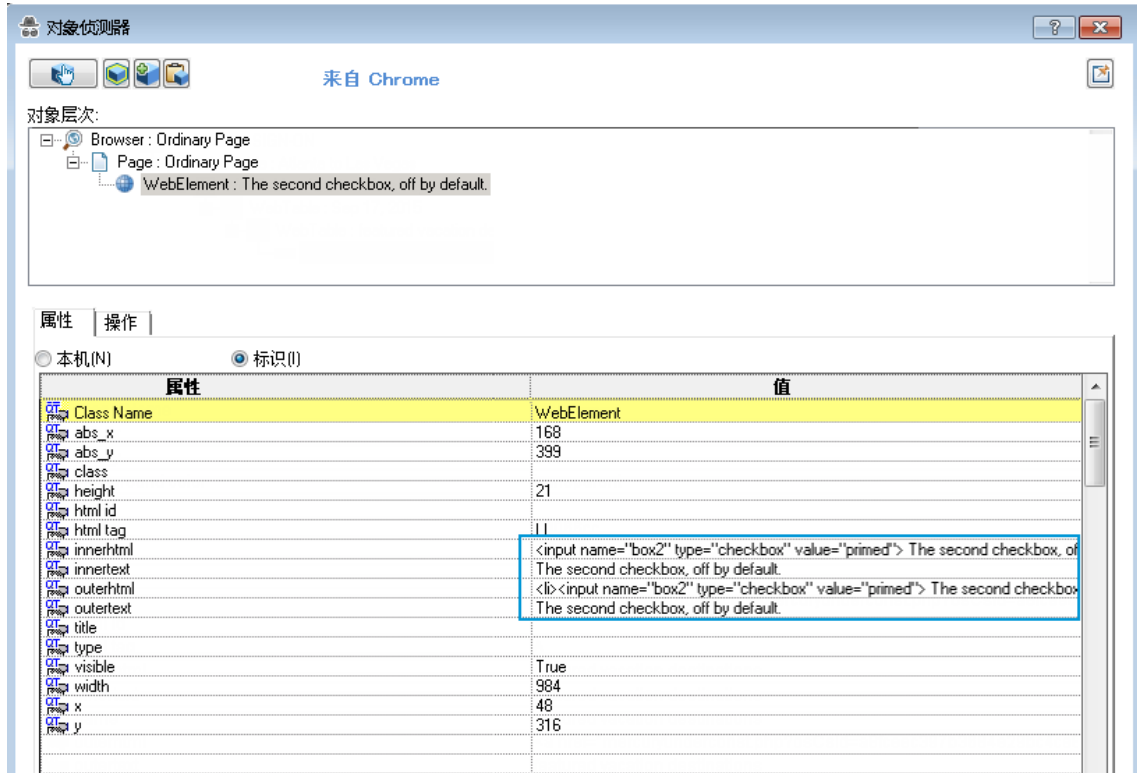 对象侦测器
来自 Chrome
对象层次:
Browser : Ordinary Page
Page : Ordinary Page
WebElement : The second checkbox, off by default.
属性 操作
本机(N) 标识(I)
属性 值
Class Name WebElement
abs_x 168
abs_y 399
class
height 21
html id
html tag LI
innerhtml <input name="box2" type="checkbox" value="primed"> The second checkbox, of
innertext The second checkbox, off by default.
outerhtml <li><input name="box2" type="checkbox" value="primed"> The second checkbox
outertext The second checkbox, off by default.
title
type
visible True
width 984
x 48
y 316